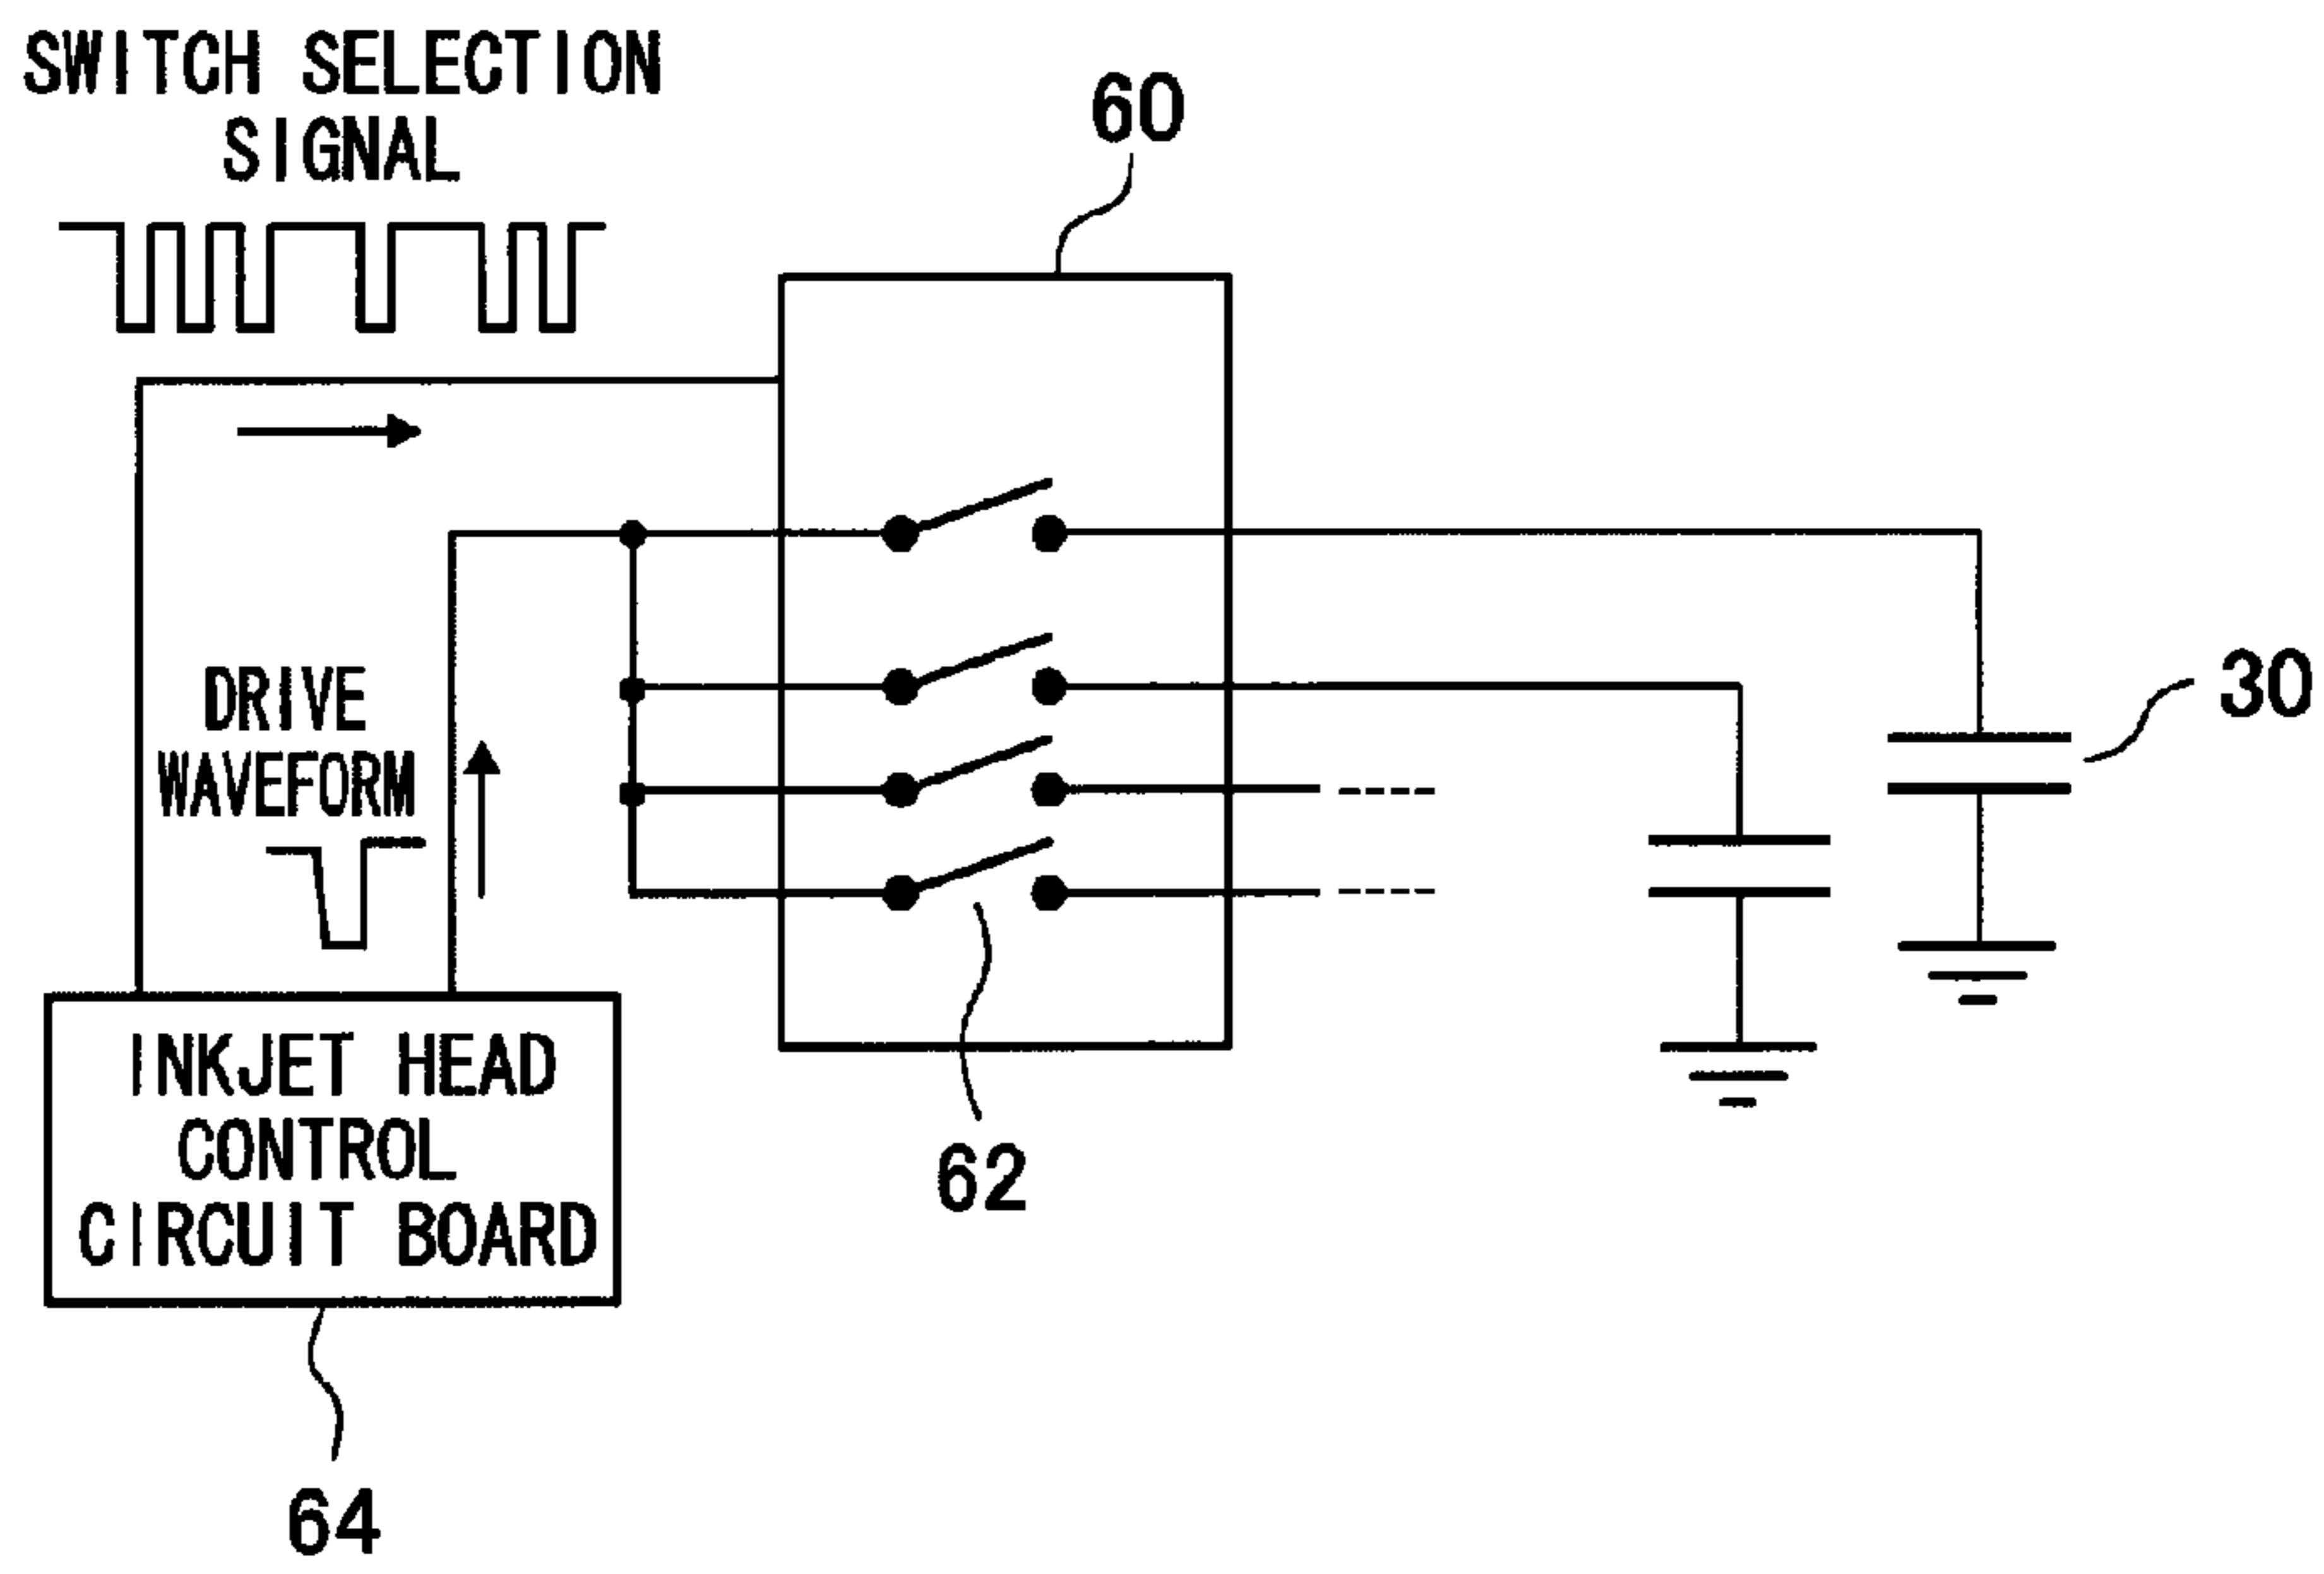 SWITCH SELECTION
SIGNAL
60
DRIVE
WAVEFORM
30
INKJET HEAD
CONTROL
CIRCUIT BOARD
62
64